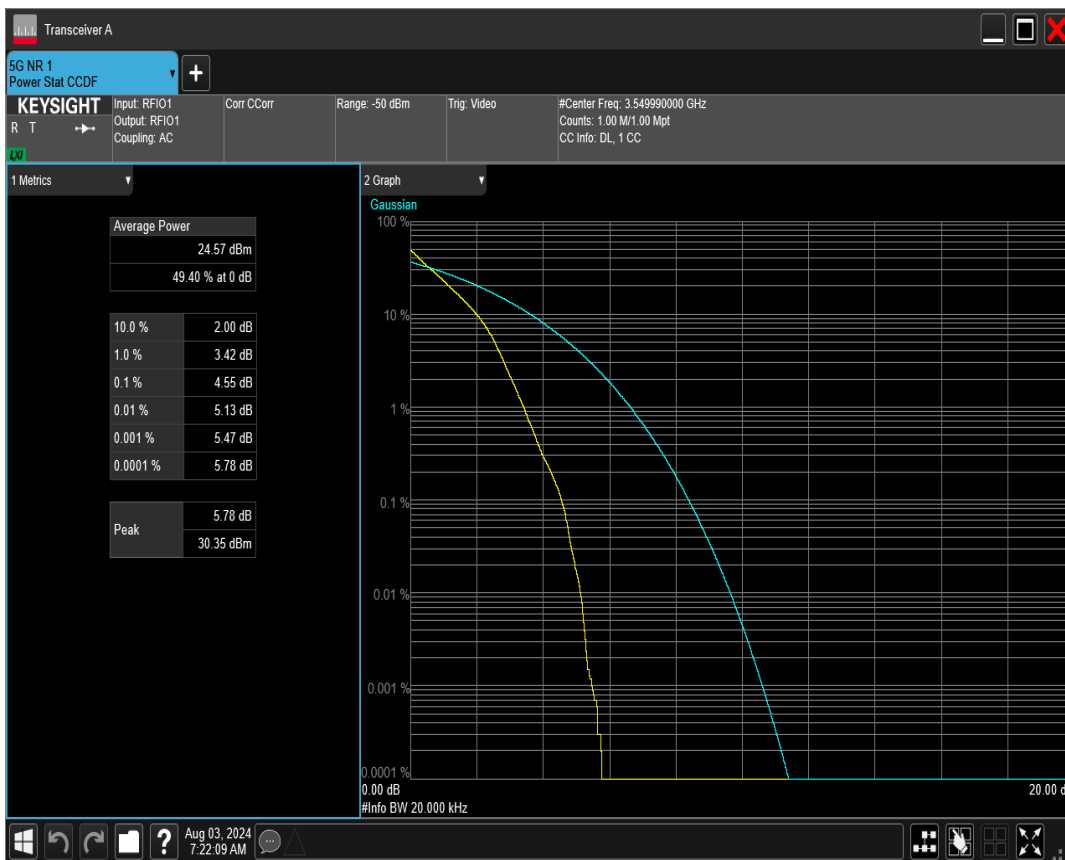 Transceiver A
5G NR 1
Power Stat CCDF
+
KEYSIGHT
R T
LXI
Input: RFIO1
Output: RFIO1
Coupling: AC
Corr CCorr
Range: -50 dBm
Trig: Video
#Center Freq: 3.549990000 GHz
Counts: 1.00 M/1.00 Mpt
CC Info: DL, 1 CC
1 Metrics
Average Power
24.57 dBm
49.40 % at 0 dB
10.0 % 2.00 dB
1.0 % 3.42 dB
0.1 % 4.55 dB
0.01 % 5.13 dB
0.001 % 5.47 dB
0.0001 % 5.78 dB
Peak
5.78 dB
30.35 dBm
2 Graph
Gaussian
100 %
10 %
1 %
0.1 %
0.01 %
0.001 %
0.0001 %
0.00 dB 20.00 d
#Info BW 20.000 kHz
?
Aug 03, 2024
7:22:09 AM